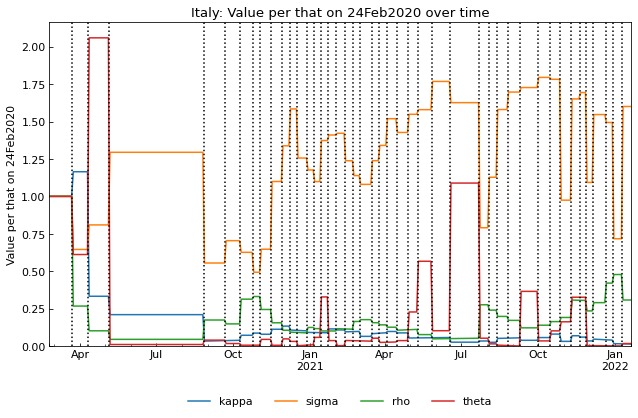 Italy: Value per that on 24Feb2020 over time
Value per that on 24Feb2020
2.00
1.75
1.50
1.25
1.00
0.75
0.50
0.25
0.00
Apr
Jul
Oct
Jan
2021
Apr
Jul
Oct
Jan
2022
kappa
sigma
rho
theta